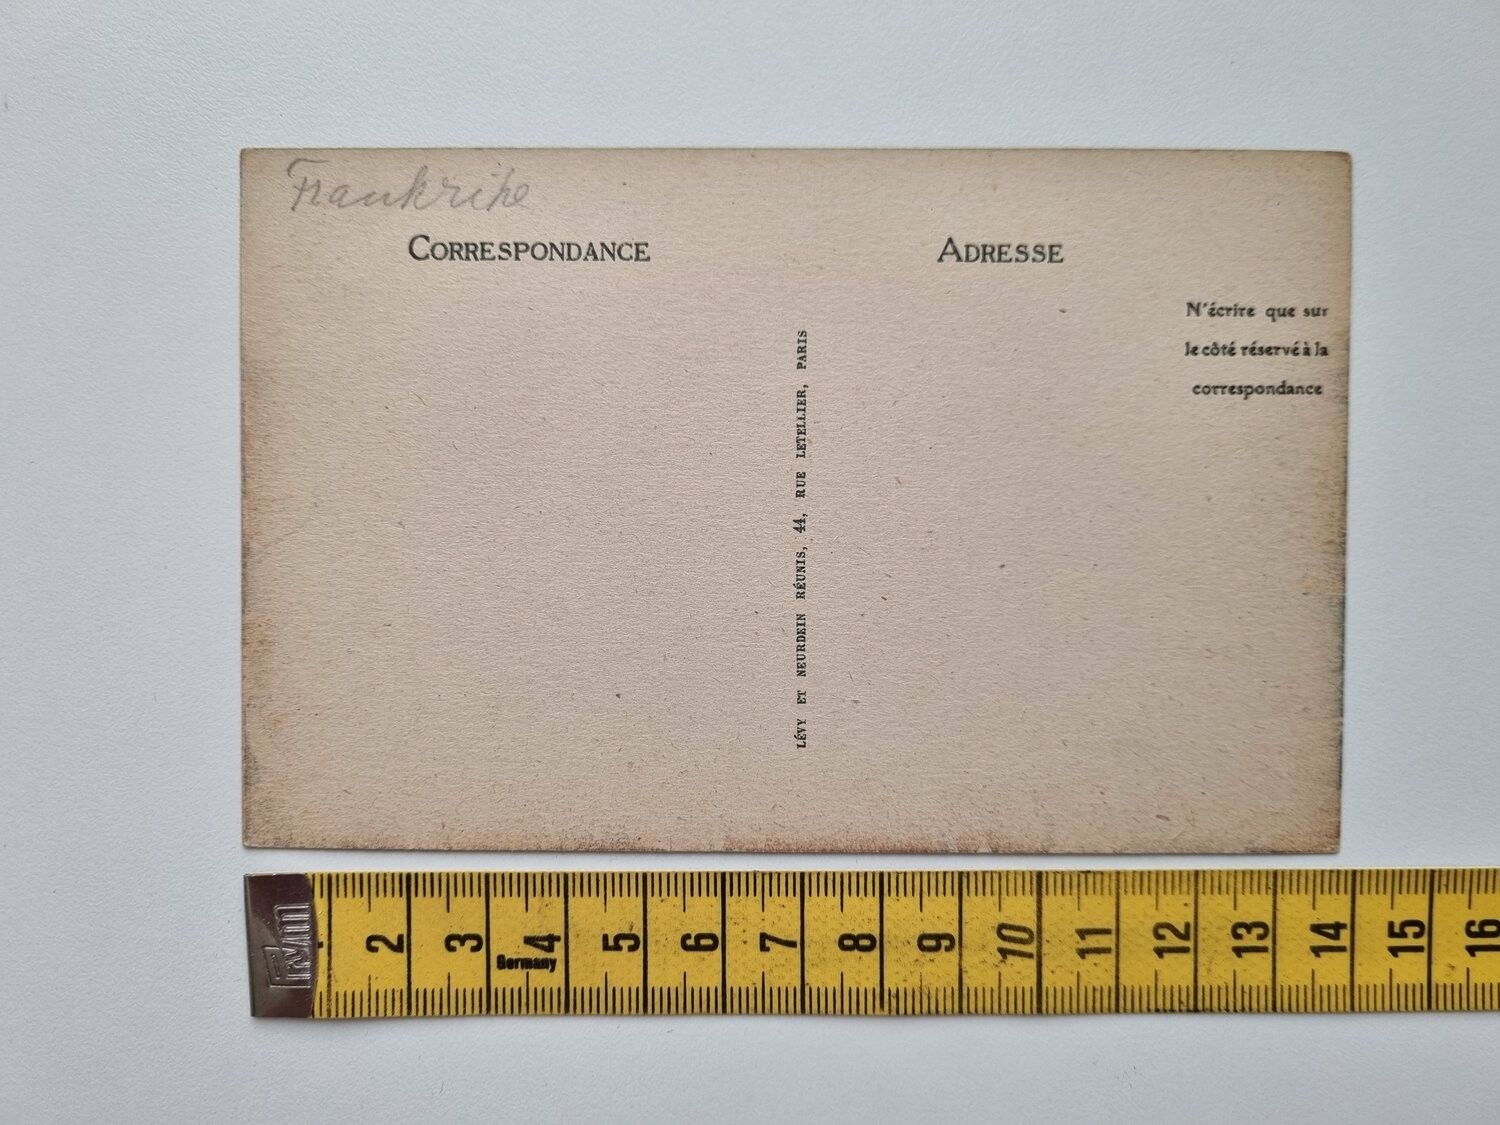 Frankrike
CORRESPONDANCE
ADRESSE
N'écrire que sur
le côté réservé à la
correspondance
LÉVY ET NEURDEIN RÉUNIS, 44, RUE LETELLIER, PARIS
2 3 4 5 6 7 8 9 10 11 12 13 14 15 16
Germany